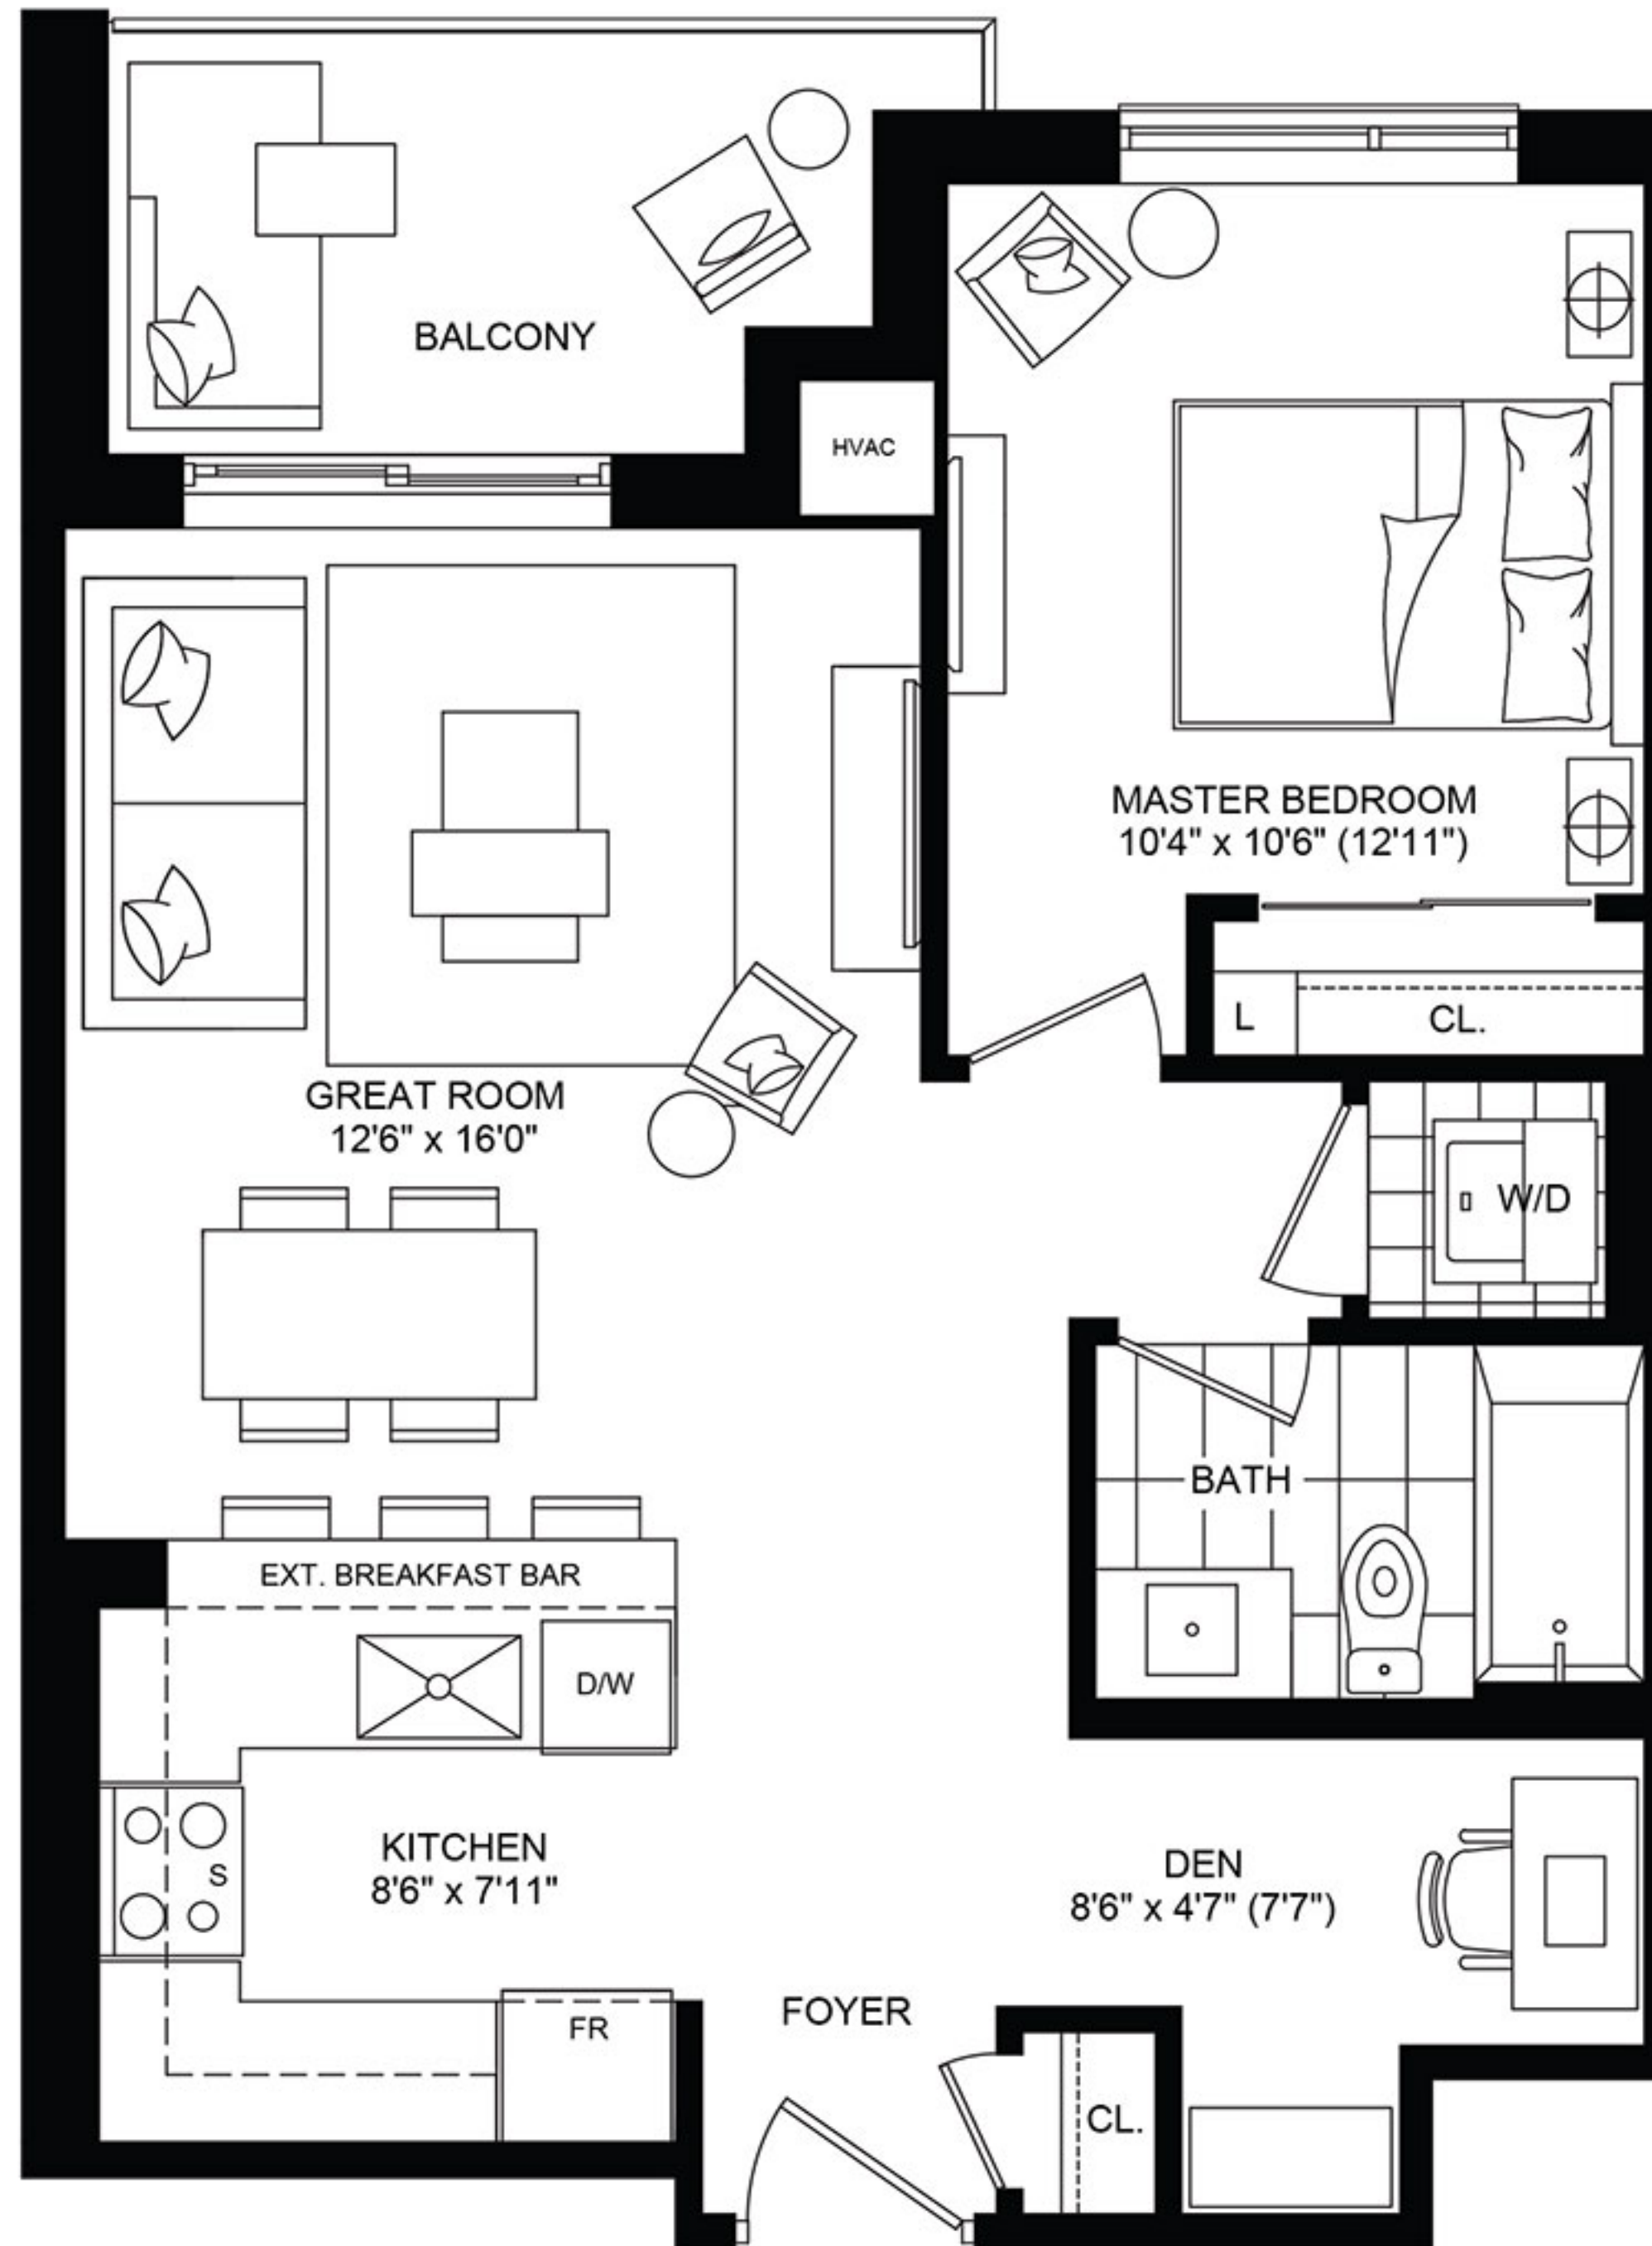 BALCONY
HVAC
MASTER BEDROOM
10'4" x 10'6" (12'11")
L
CL.
GREAT ROOM
12'6" x 16'0"
W/D
BATH
EXT. BREAKFAST BAR
D/W
S
KITCHEN
8'6" x 7'11"
DEN
8'6" x 4'7" (7'7")
FOYER
FR
CL.